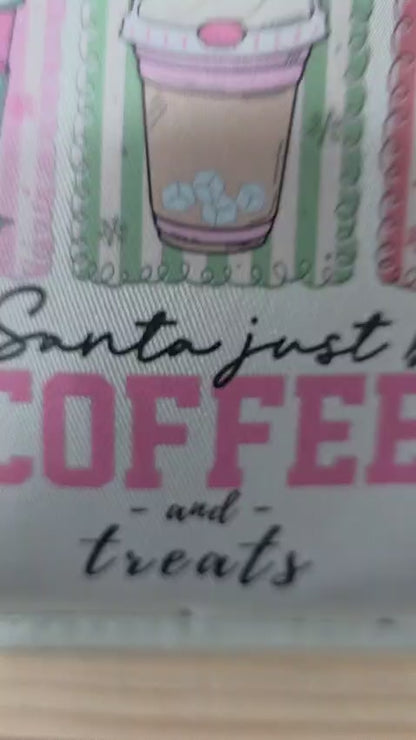 Santa just
COFFEE
- and -
treats